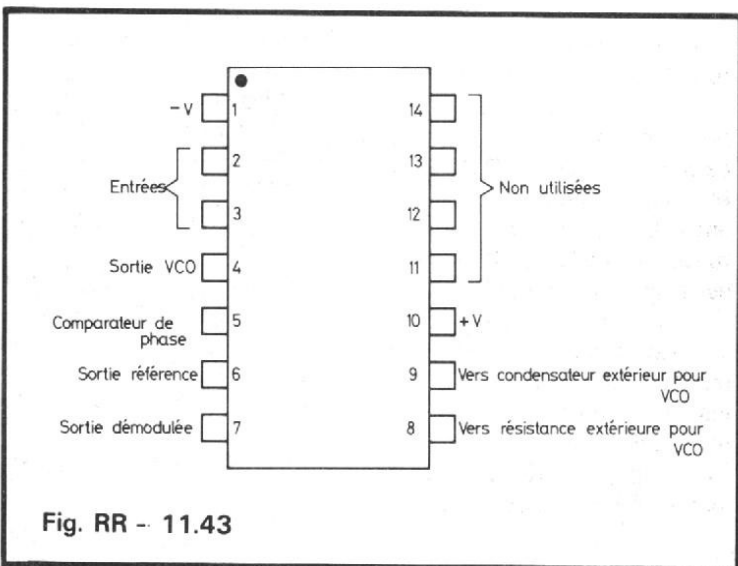 -V 1
Entrées 2
3
Sortie VCO 4
Comparateur de
phase 5
Sortie référence 6
Sortie démodulée 7
14
13
Non utilisées
12
11
10 +V
9 Vers condensateur extérieur pour
VCO
8 Vers résistance extérieure pour
VCO
Fig. RR - 11.43